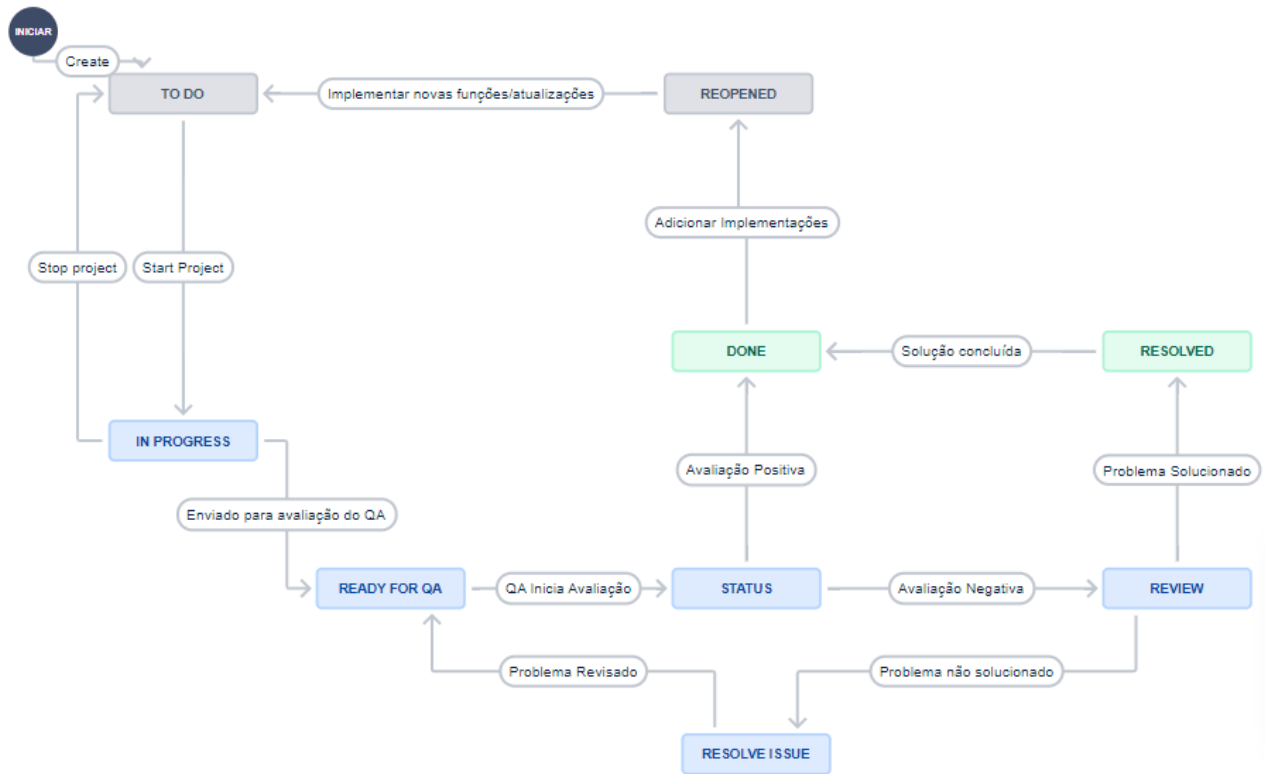 INICIAR
Create
TO DO
Implementar novas funções/atualizações
REOPENED
Adicionar Implementações
Stop project
Start Project
DONE
Solução concluída
RESOLVED
IN PROGRESS
Avaliação Positiva
Problema Solucionado
Enviado para avaliação do QA
READY FOR QA
QA Inicia Avaliação
STATUS
Avaliação Negativa
REVIEW
Problema Revisado
Problema não solucionado
RESOLVE ISSUE